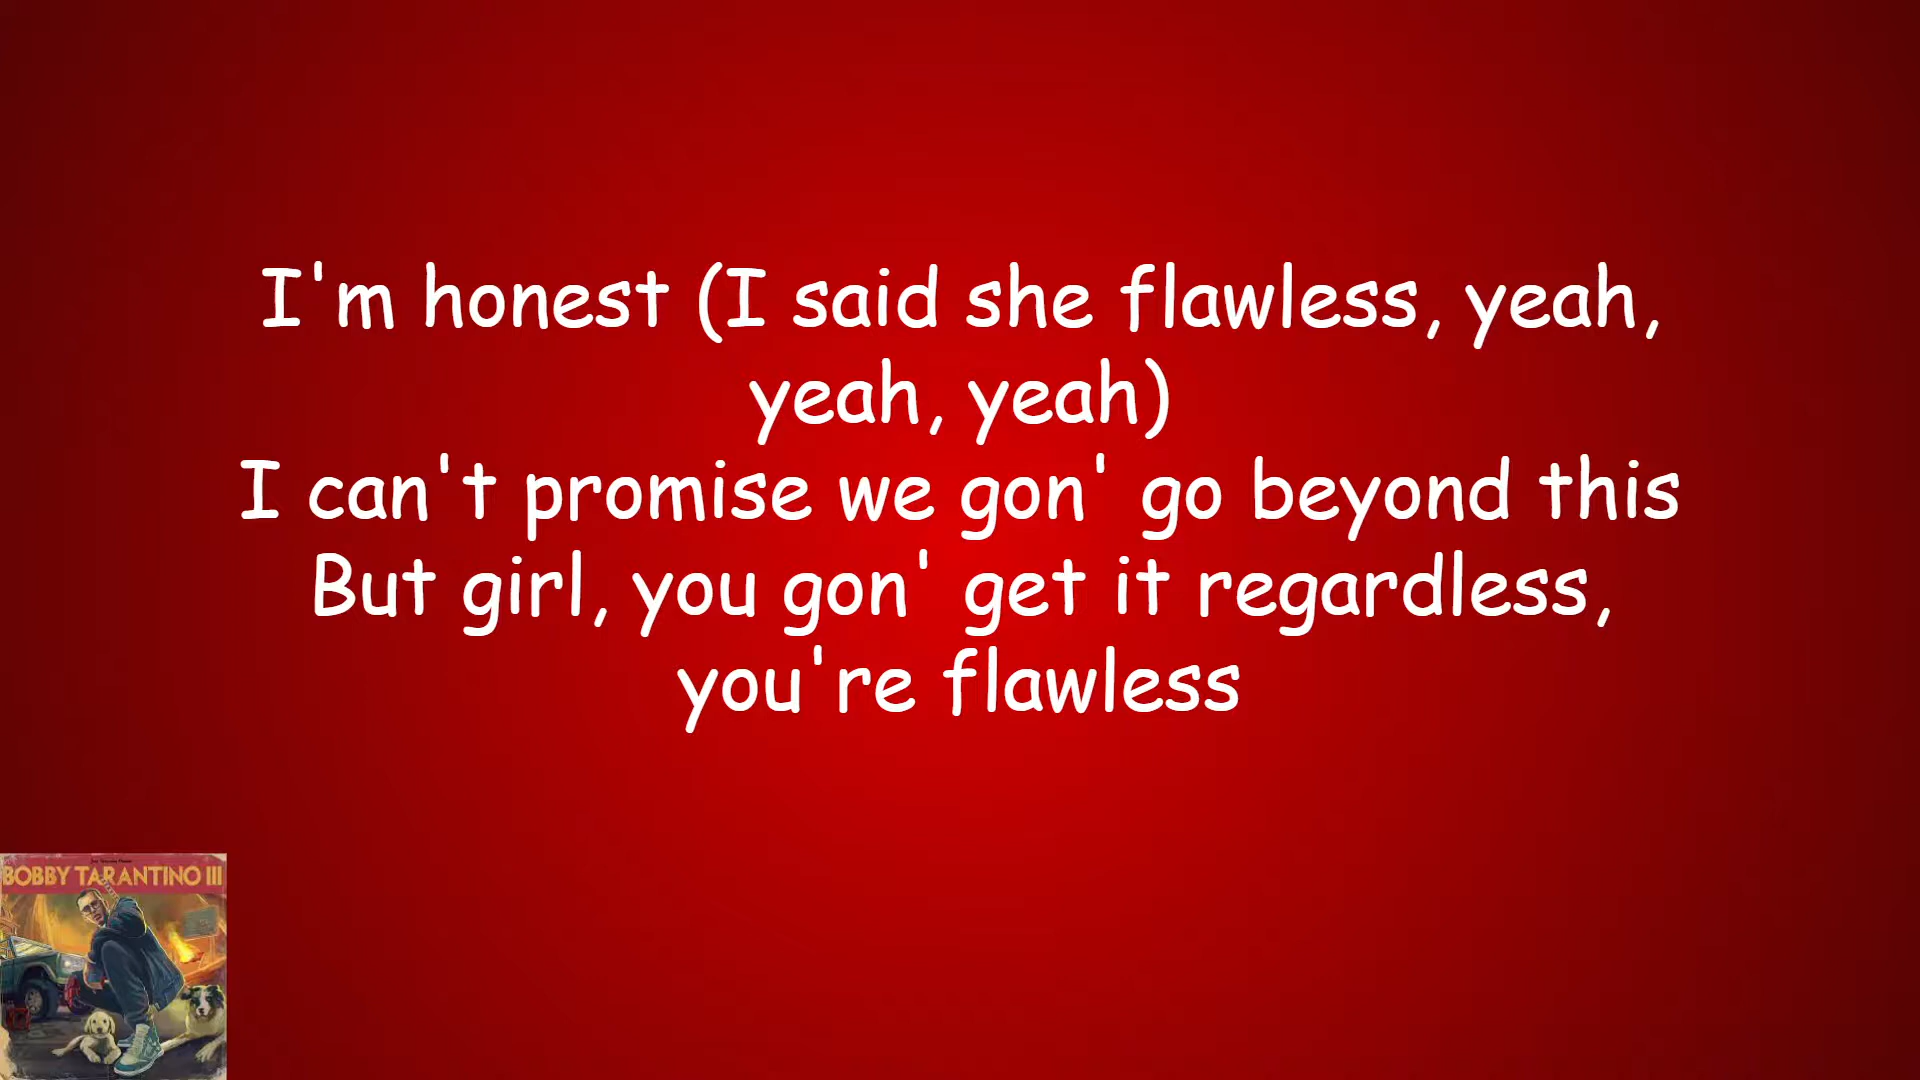 I'm honest (I said she flawless, yeah,
yeah, yeah)
I can't promise we gon' go beyond this
But girl, you gon' get it regardless,
you're flawless
BOBBY TARANTINO III